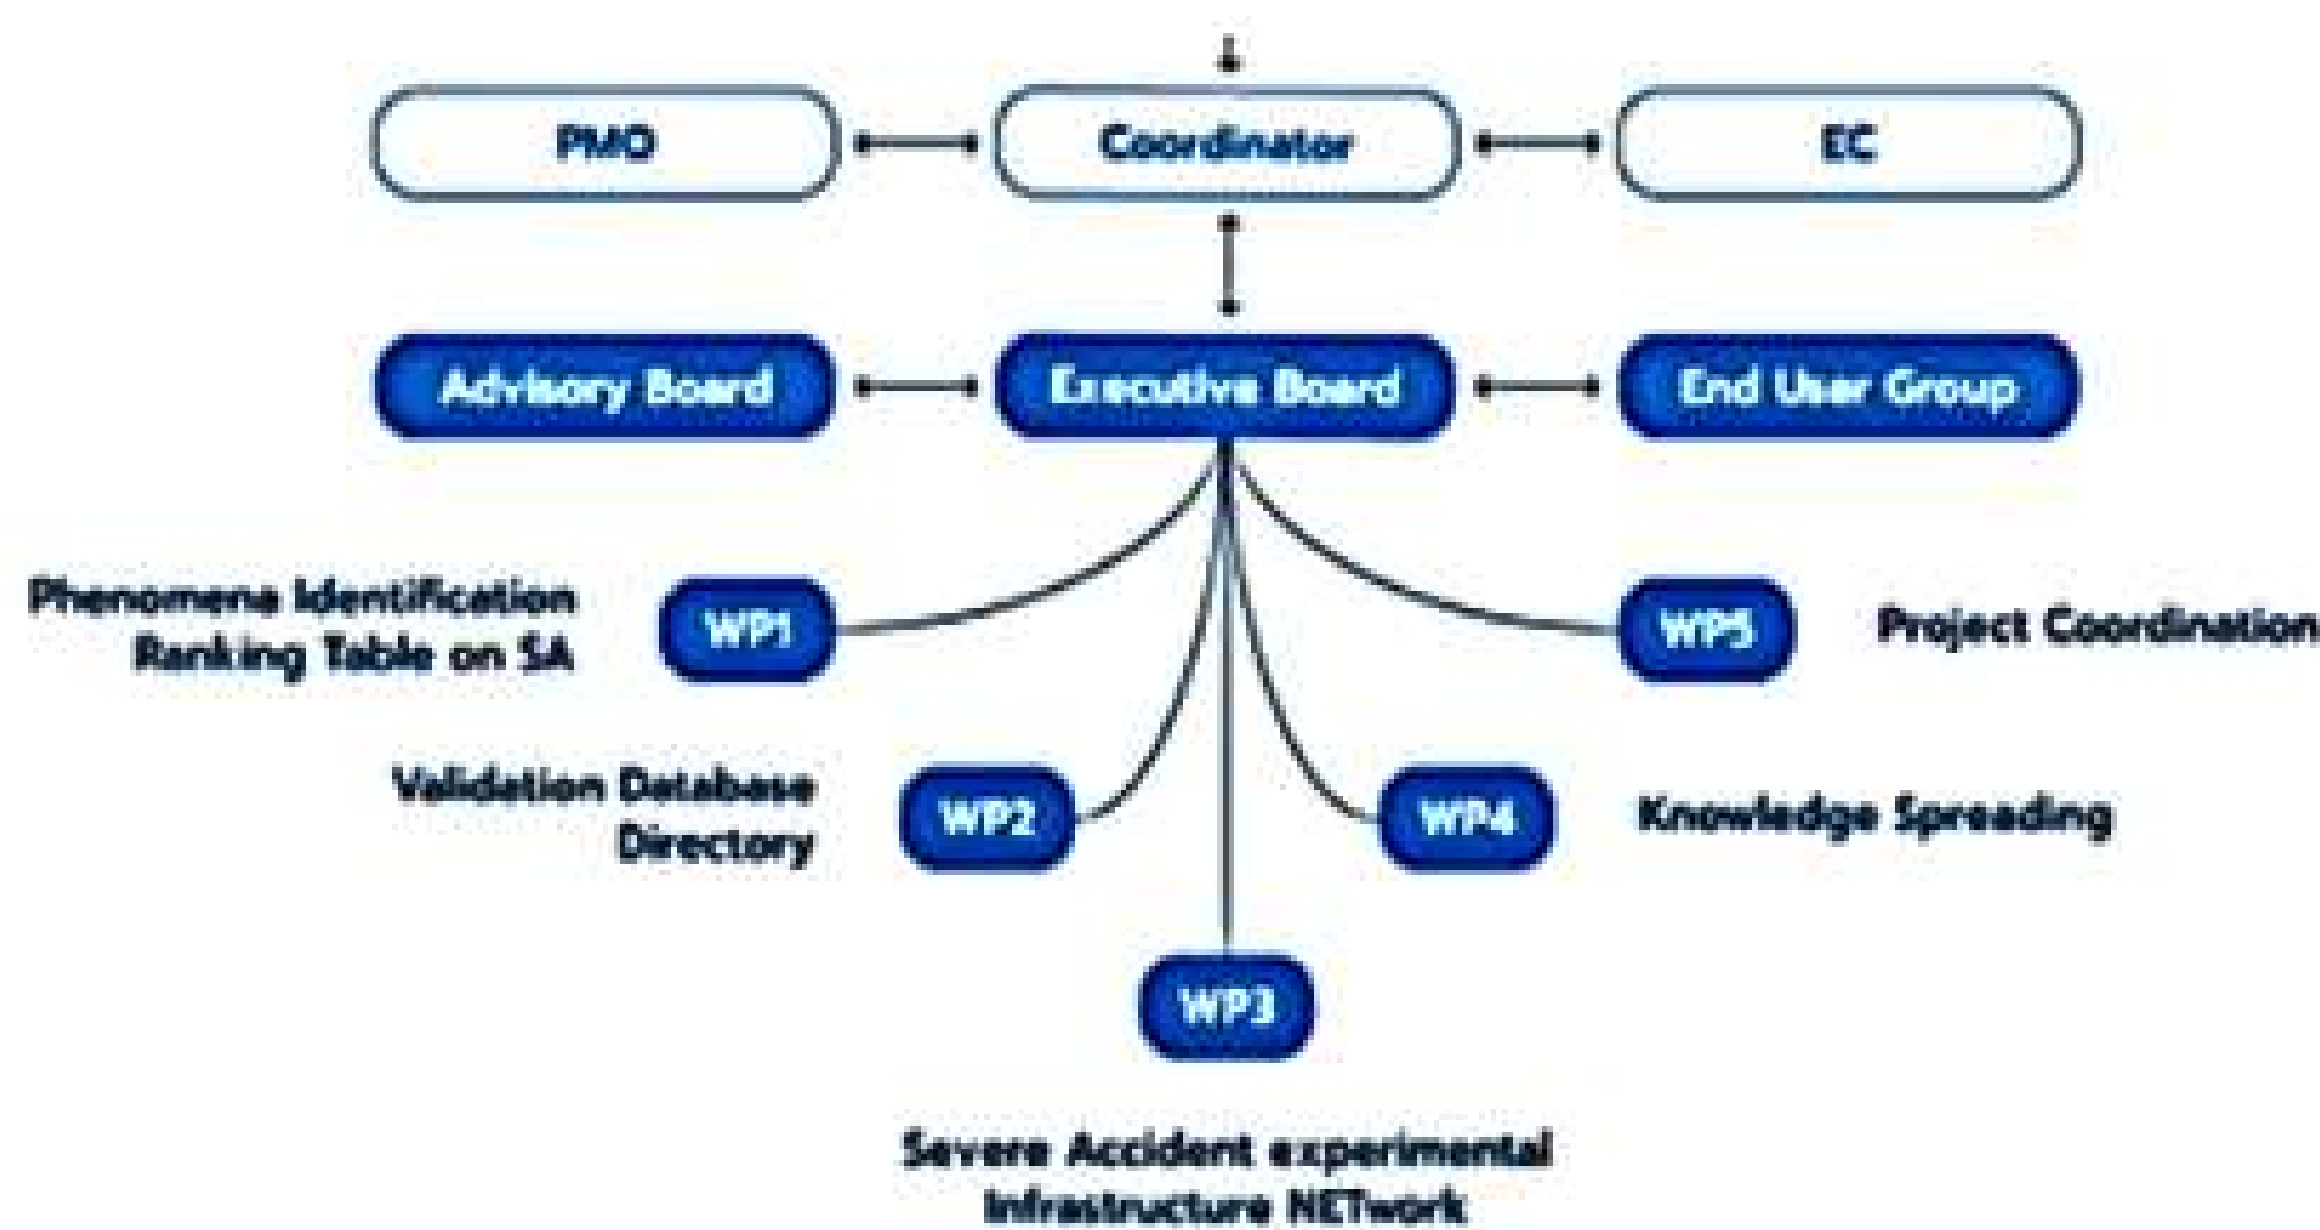 PMO
Coordinator
EC
Advisory Board
Executive Board
End User Group
Phenomena Identification
Ranking Table on SA
WP1
WP5
Project Coordination
Validation Database
Directory
WP2
WP4
Knowledge Spreading
WP3
Severe Accident experimental
Infrastructure NETwork